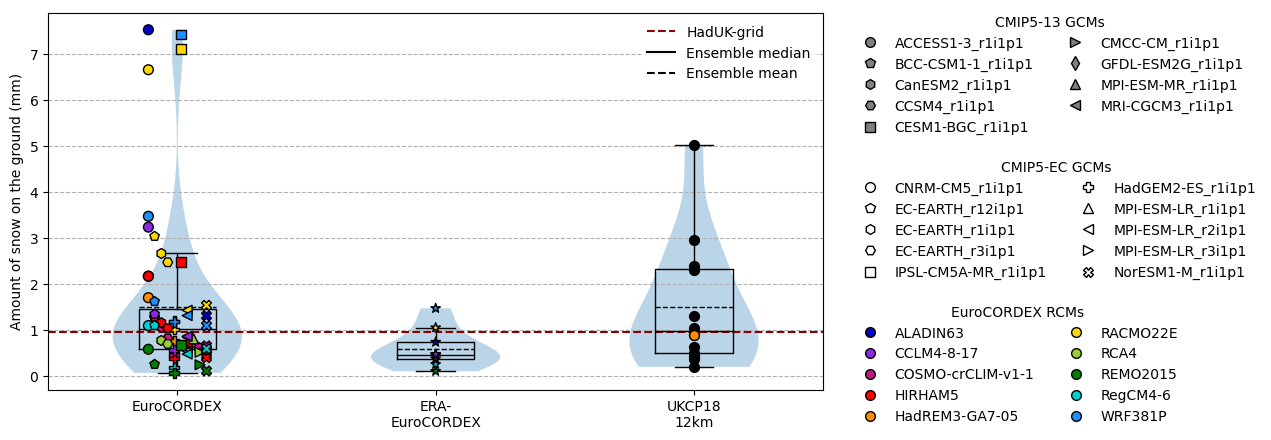 Amount of snow on the ground (mm)
7
6
5
4
3
2
1
0
HadUK-grid
Ensemble median
Ensemble mean
EuroCORDEX
ERA-
EuroCORDEX
UKCP18
12km
CMIP5-13 GCMs
ACCESS1-3_r1i1p1
BCC-CSM1-1_r1i1p1
CanESM2_r1i1p1
CCSM4_r1i1p1
CESM1-BGC_r1i1p1
CMCC-CM_r1i1p1
GFDL-ESM2G_r1i1p1
MPI-ESM-MR_r1i1p1
MRI-CGCM3_r1i1p1
CMIP5-EC GCMs
CNRM-CM5_r1i1p1
EC-EARTH_r12i1p1
EC-EARTH_r1i1p1
EC-EARTH_r3i1p1
IPSL-CM5A-MR_r1i1p1
HadGEM2-ES_r1i1p1
MPI-ESM-LR_r1i1p1
MPI-ESM-LR_r2i1p1
MPI-ESM-LR_r3i1p1
NorESM1-M_r1i1p1
EuroCORDEX RCMs
ALADIN63
CCLM4-8-17
COSMO-crCLIM-v1-1
HIRHAM5
HadREM3-GA7-05
RACMO22E
RCA4
REMO2015
RegCM4-6
WRF381P